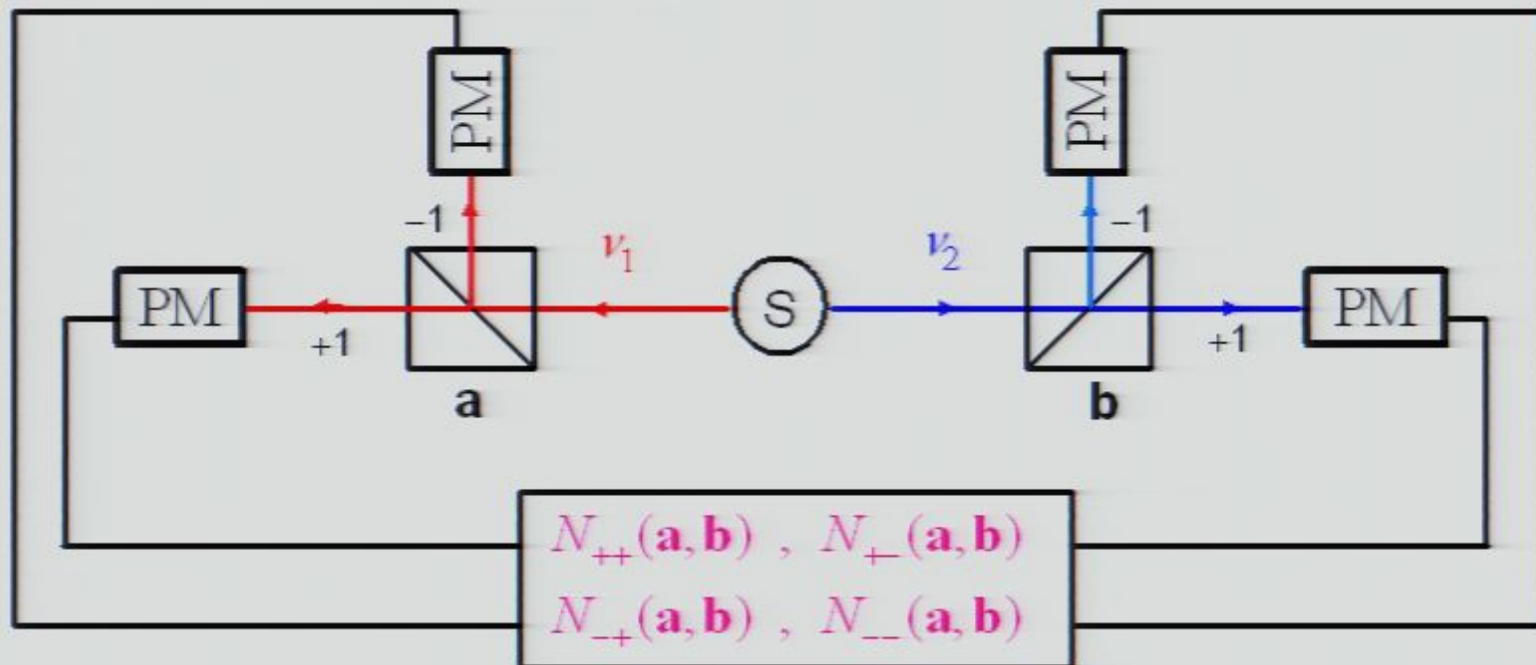 PM
PM
−1
−1
ν₁
ν₂
PM
S
PM
+1
+1
a
b
N₊₊(a,b) , N₊₋(a,b)
N₋₊(a,b) , N₋₋(a,b)